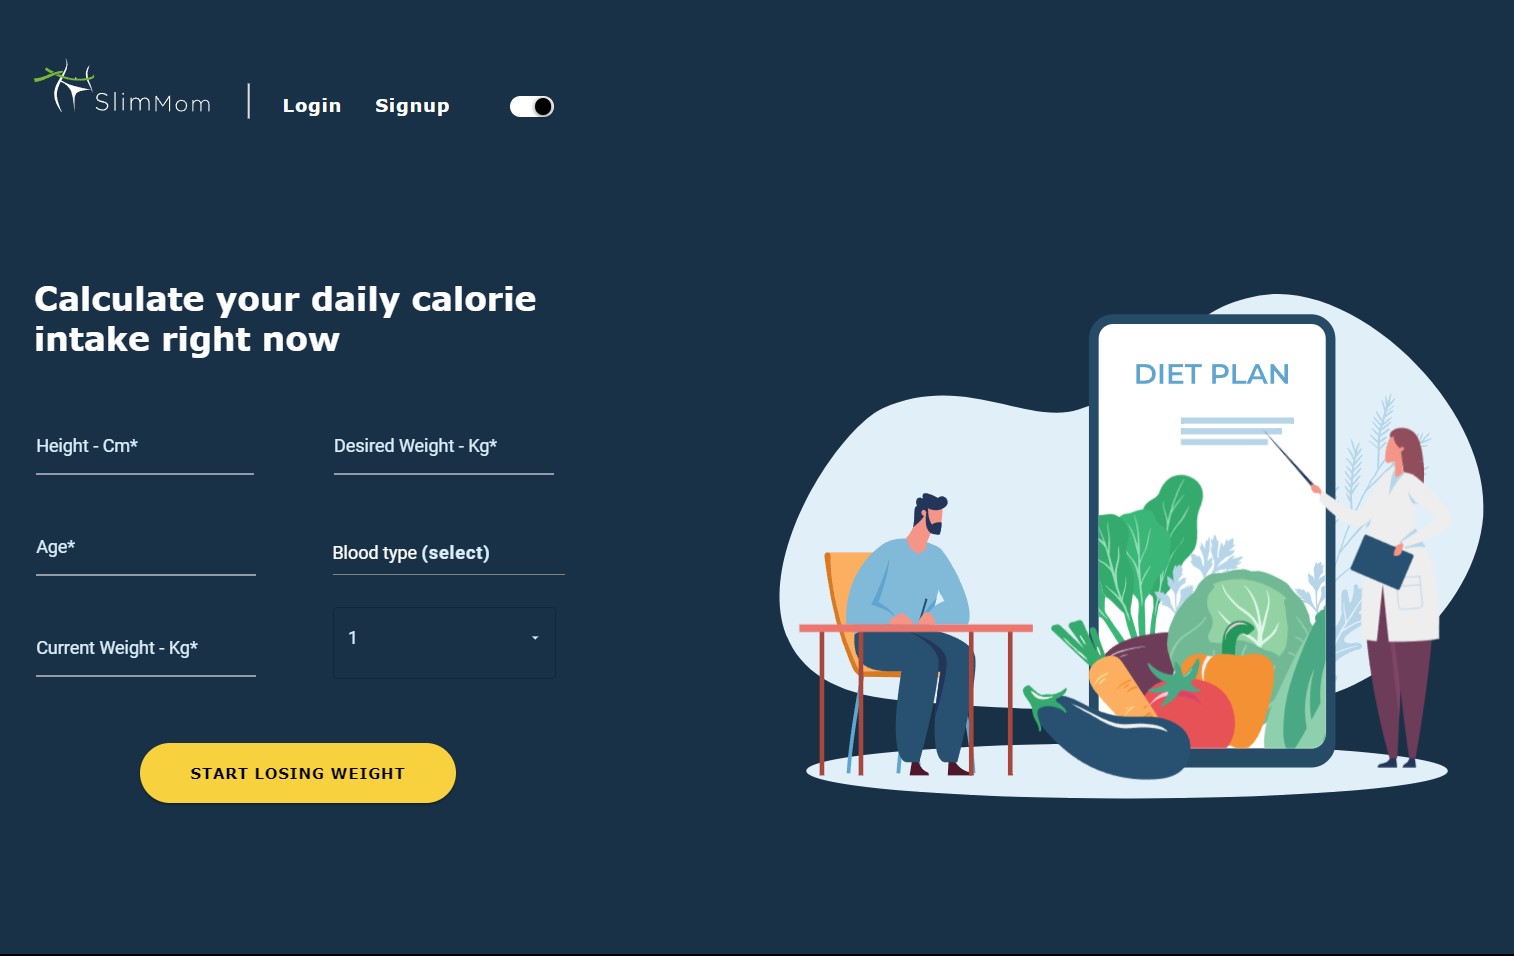 SlimMom
Login
Signup
Calculate your daily calorie
intake right now
Height - Cm*
Desired Weight - Kg*
Age*
Blood type (select)
Current Weight - Kg*
1
START LOSING WEIGHT
DIET PLAN